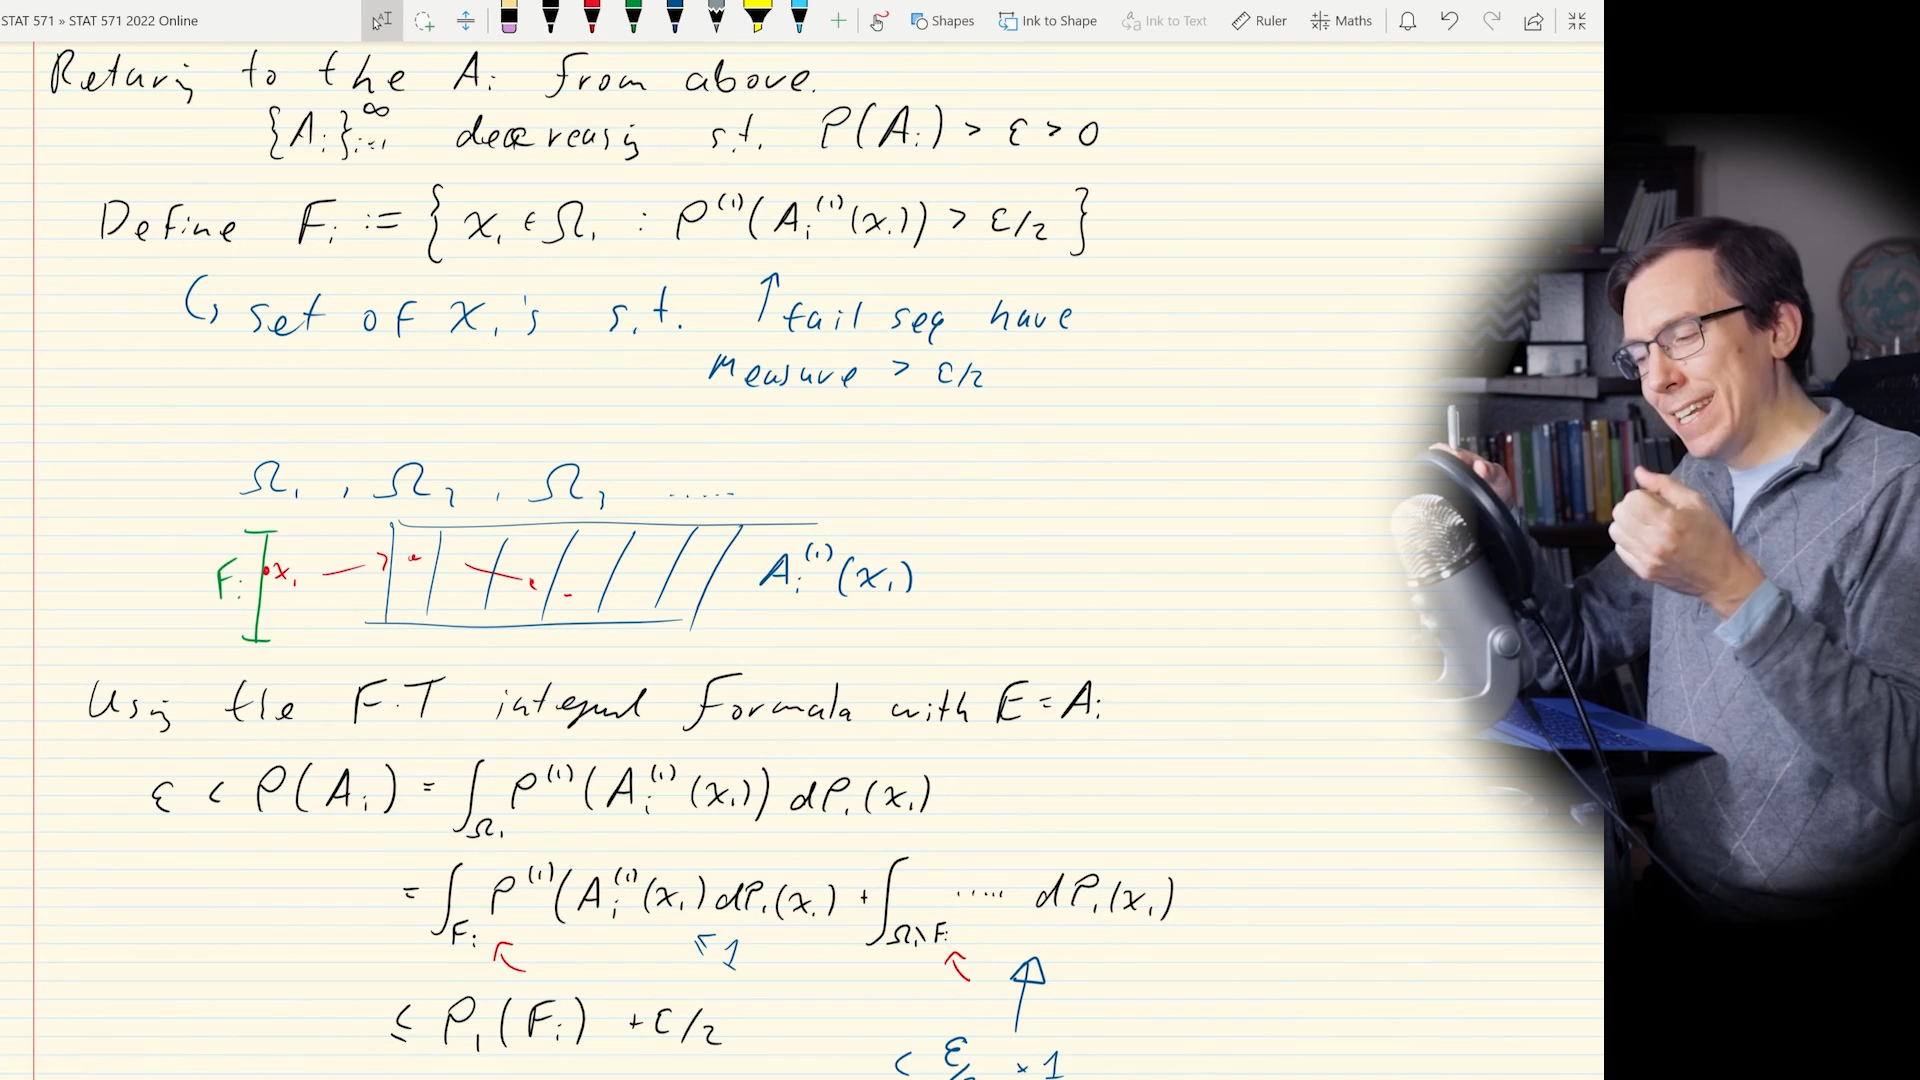 STAT 571 » STAT 571 2022 Online
Shapes Ink to Shape Ink to Text Ruler Maths
Returnig to the Aᵢ from above.
{Aᵢ}ᵢ₌₁^∞ decreasig s.t. P(Aᵢ) > ε > 0
Define Fᵢ := { x₁ ∈ Ω₁ : P⁽¹⁾(Aᵢ⁽¹⁾(x₁)) > ε/2 }
↳ set of x₁'s s.t. ↑ tail seq have
measure > ε/2
Ω₁ , Ω₂ , Ω₃ .....
Fᵢ x₁ → Aᵢ⁽¹⁾(x₁)
Usig the F.T integral formula with E = Aᵢ
ε < P(Aᵢ) = ∫_Ω₁ P⁽¹⁾(Aᵢ⁽¹⁾(x₁)) dP₁(x₁)
= ∫_Fᵢ P⁽¹⁾(Aᵢ⁽¹⁾(x₁) dP₁(x₁) + ∫_Ω₁\Fᵢ ..... dP₁(x₁)
≤ 1
≤ P₁(Fᵢ) + ε/2
< ε/2 × 1